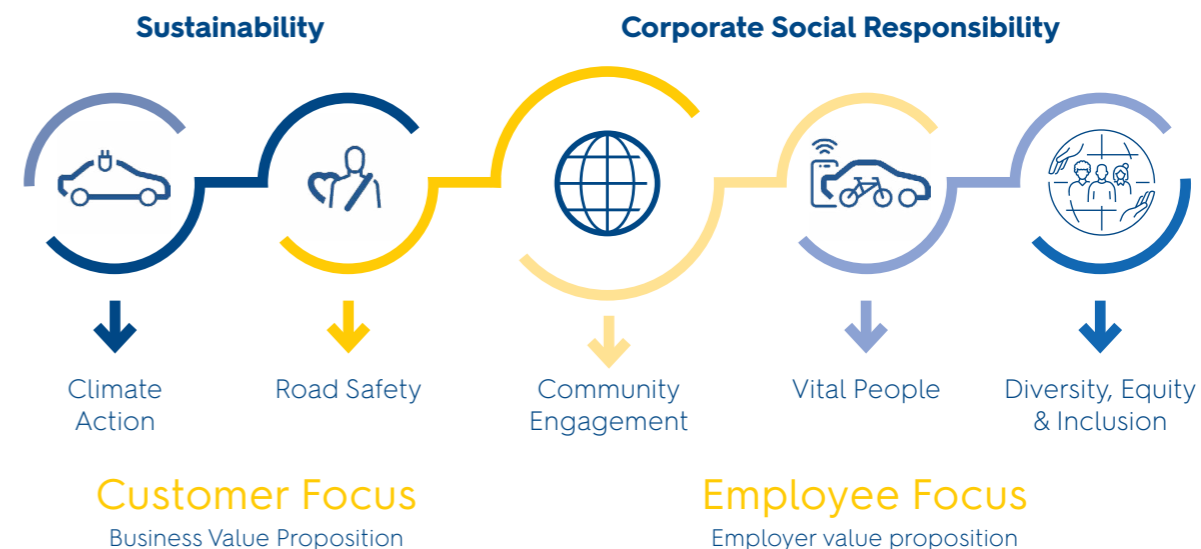 Sustainability
Corporate Social Responsibility
Climate
Action
Road Safety
Community
Engagement
Vital People
Diversity, Equity
& Inclusion
Customer Focus
Business Value Proposition
Employee Focus
Employer value proposition